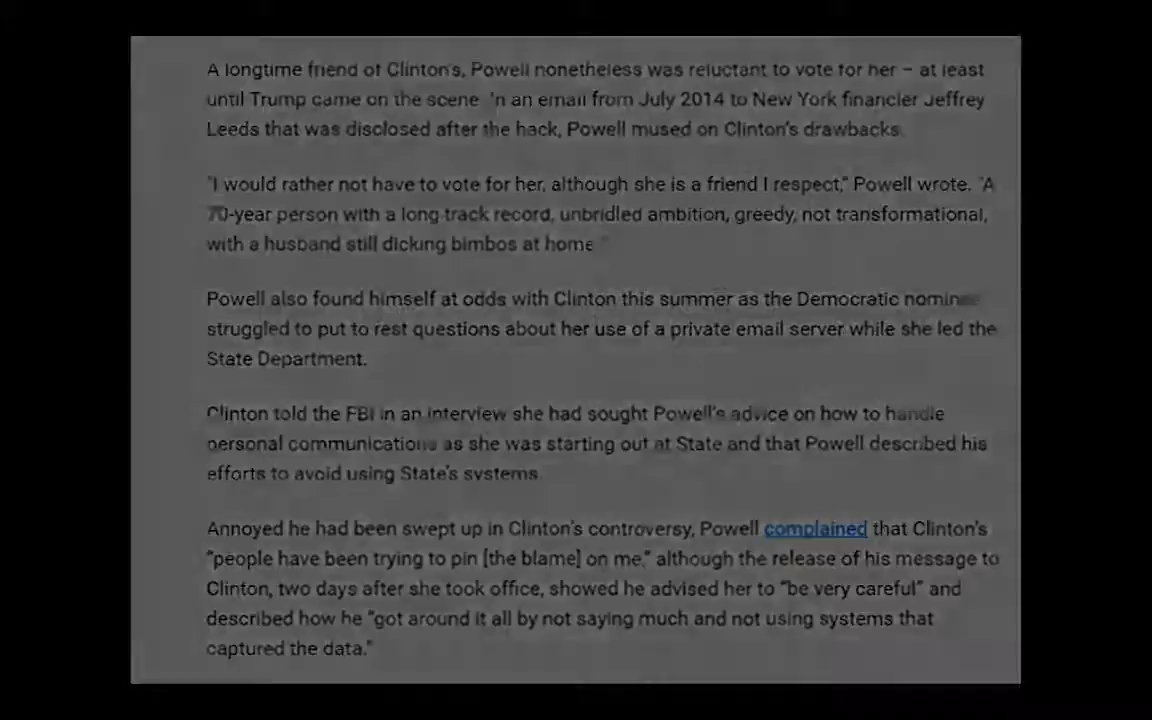 A longtime friend of Clinton's, Powell nonetheless was reluctant to vote for her – at least
until Trump came on the scene. In an email from July 2014 to New York financier Jeffrey
Leeds that was disclosed after the hack, Powell mused on Clinton's drawbacks.
"I would rather not have to vote for her, although she is a friend I respect," Powell wrote. "A
70-year person with a long track record, unbridled ambition, greedy, not transformational,
with a husband still dicking bimbos at home."
Powell also found himself at odds with Clinton this summer as the Democratic nominee
struggled to put to rest questions about her use of a private email server while she led the
State Department.
Clinton told the FBI in an interview she had sought Powell's advice on how to handle
personal communications as she was starting out at State and that Powell described his
efforts to avoid using State's systems.
Annoyed he had been swept up in Clinton's controversy, Powell complained that Clinton's
"people have been trying to pin [the blame] on me," although the release of his message to
Clinton, two days after she took office, showed he advised her to "be very careful" and
described how he "got around it all by not saying much and not using systems that
captured the data."